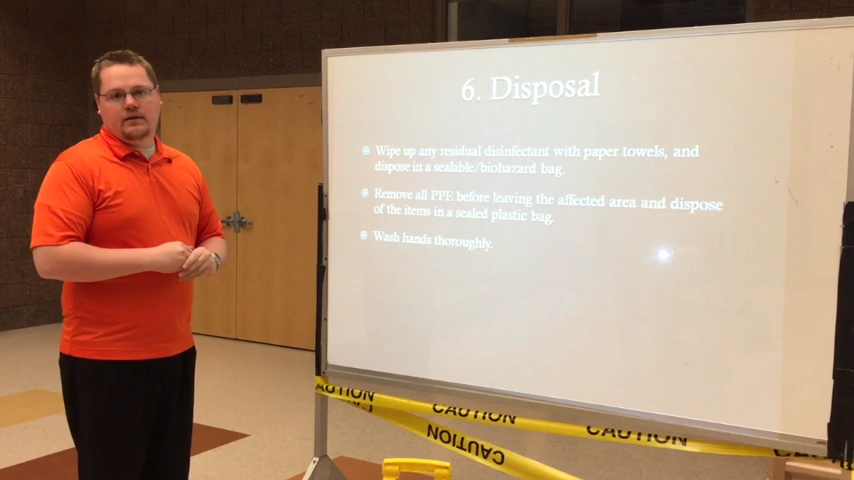 6. Disposal
Wipe up any residual disinfectant with paper towels, and
dispose in a sealable/biohazard bag.
Remove all PPE before leaving the affected area and dispose
of the items in a sealed plastic bag.
Wash hands thoroughly.
CAUTION
CAUTION
CAUTION
CAUTION